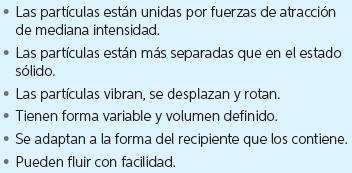 • Las partículas están unidas por fuerzas de atracción
de mediana intensidad.
• Las partículas están más separadas que en el estado
sólido.
• Las partículas vibran, se desplazan y rotan.
• Tienen forma variable y volumen definido.
• Se adaptan a la forma del recipiente que los contiene.
• Pueden fluir con facilidad.